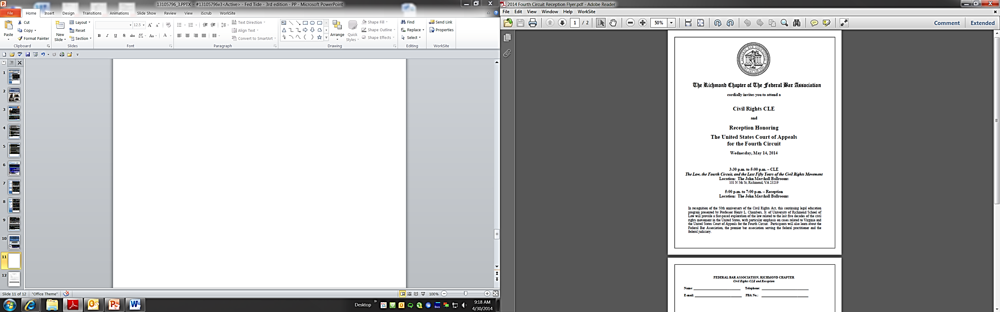 13105796_3.PPTX - #13105796v3<Active> - Fed Tide - 3rd edition - PP - Microsoft PowerPoint
File Home Insert Design Transitions Animations Slide Show Review View iScrub WorkSite
Paste
Cut
Copy
Format Painter
Clipboard
New Slide
Layout
Reset
Section
Slides
12.5
B I U S abc AV Aa A
Font
Text Direction
Align Text
Convert to SmartArt
Paragraph
Arrange
Quick Styles
Shape Fill
Shape Outline
Shape Effects
Drawing
Find
Replace
Select
Editing
Send Link
Properties
WorkSite
1
2
3
4
5
6
7
8
9
10
11
12
Slide 11 of 12 "Office Theme" 100%
Desktop
Docs
9:18 AM
4/30/2014
2014 Fourth Circuit Reception Flyer.pdf - Adobe Reader
File Edit View Window Help WorkSite
1 / 2 50% Comment Extended
FEDERAL BAR ASSOCIATION
The Richmond Chapter of The Federal Bar Association
cordially invites you to attend a
Civil Rights CLE
and
Reception Honoring
The United States Court of Appeals
for the Fourth Circuit
Wednesday, May 14, 2014
3:30 p.m. to 5:00 p.m. – CLE
The Law, the Fourth Circuit, and the Last Fifty Years of the Civil Rights Movement
Location: The John Marshall Ballrooms
101 N 5th St, Richmond, VA 23219
5:00 p.m. to 7:00 p.m. – Reception
Location: The John Marshall Ballrooms
In recognition of the 50th anniversary of the Civil Rights Act, this continuing legal education
program presented by Professor Henry L. Chambers, Jr. of University of Richmond School of
Law will provide a fast-paced exploration of the law related to the last five decades of the civil
rights movement in the United States, with particular emphasis on cases related to Virginia and
the United States Court of Appeals for the Fourth Circuit. Participants will also learn about the
Federal Bar Association, the premier bar association serving the federal practitioner and the
federal judiciary.
FEDERAL BAR ASSOCIATION, RICHMOND CHAPTER
Civil Rights CLE and Reception
Name: Telephone:
E-mail: FBA No.: